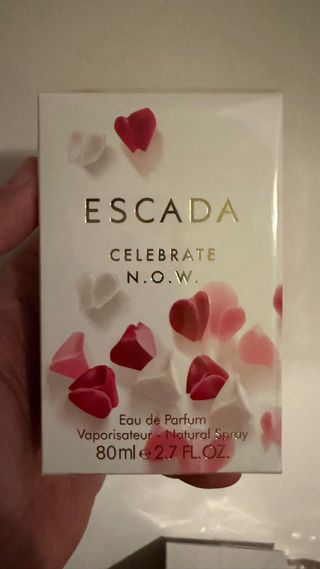 ESCADA
CELEBRATE
N.O.W.
Eau de Parfum
Vaporisateur - Natural Spray
80ml e 2.7 FL.OZ.